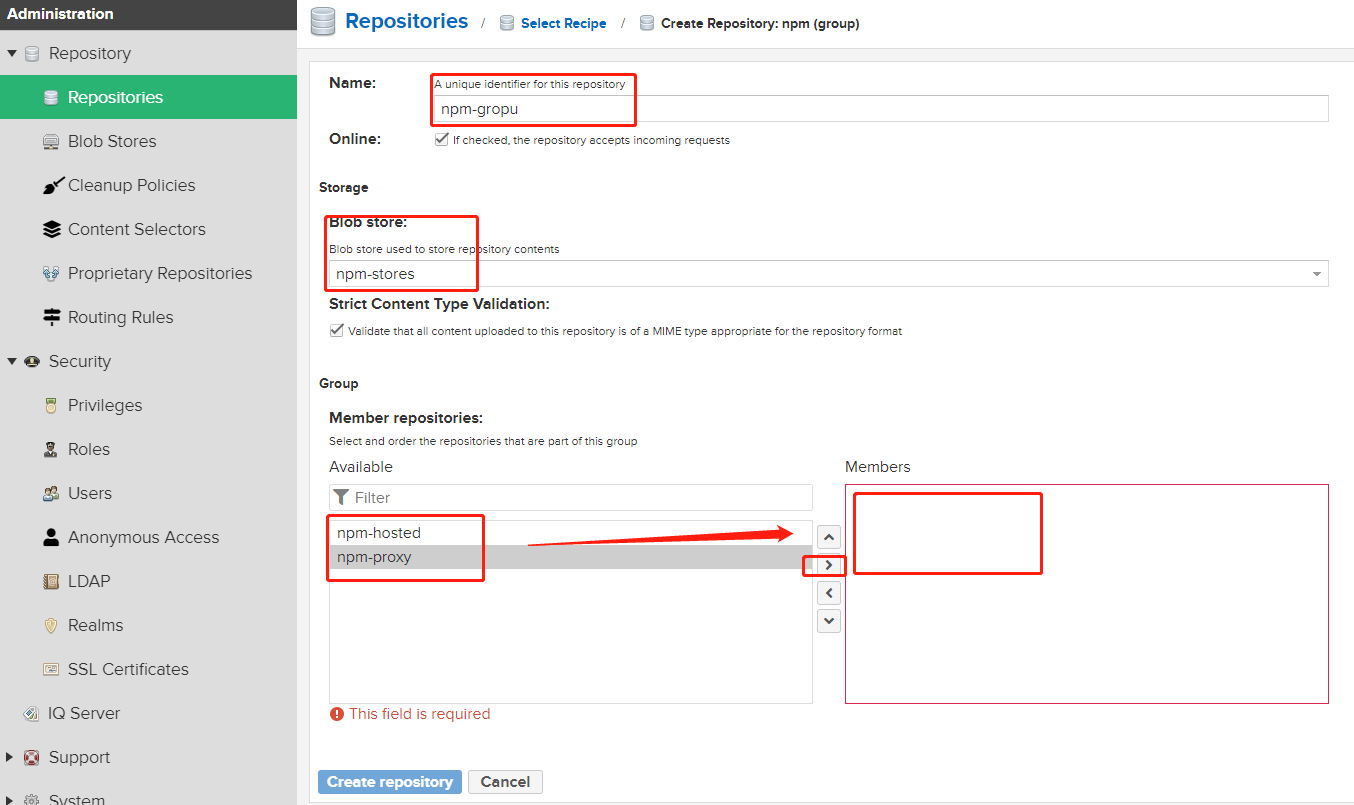 Administration
Repository
Repositories
Blob Stores
Cleanup Policies
Content Selectors
Proprietary Repositories
Routing Rules
Security
Privileges
Roles
Users
Anonymous Access
LDAP
Realms
SSL Certificates
IQ Server
Support
System
Repositories / Select Recipe / Create Repository: npm (group)
Name:
A unique identifier for this repository
npm-gropu
Online:
If checked, the repository accepts incoming requests
Storage
Blob store:
Blob store used to store repository contents
npm-stores
Strict Content Type Validation:
Validate that all content uploaded to this repository is of a MIME type appropriate for the repository format
Group
Member repositories:
Select and order the repositories that are part of this group
Available
Filter
npm-hosted
npm-proxy
Members
This field is required
Create repository
Cancel